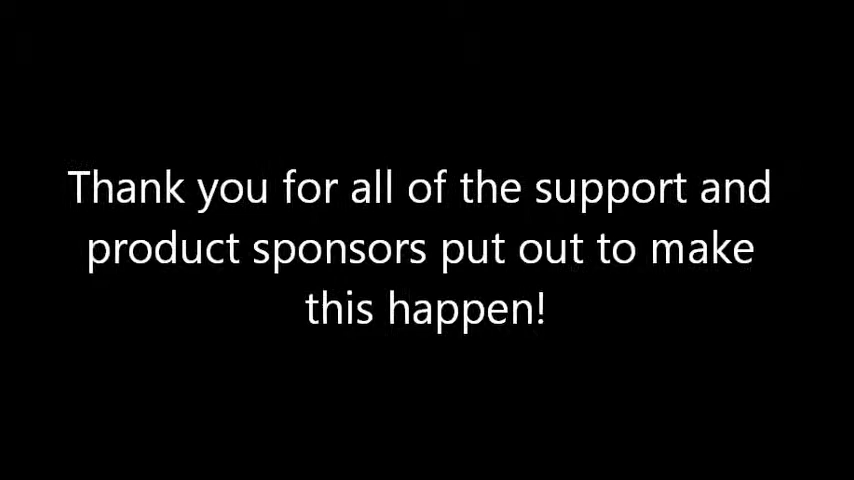 Thank you for all of the support and
product sponsors put out to make
this happen!